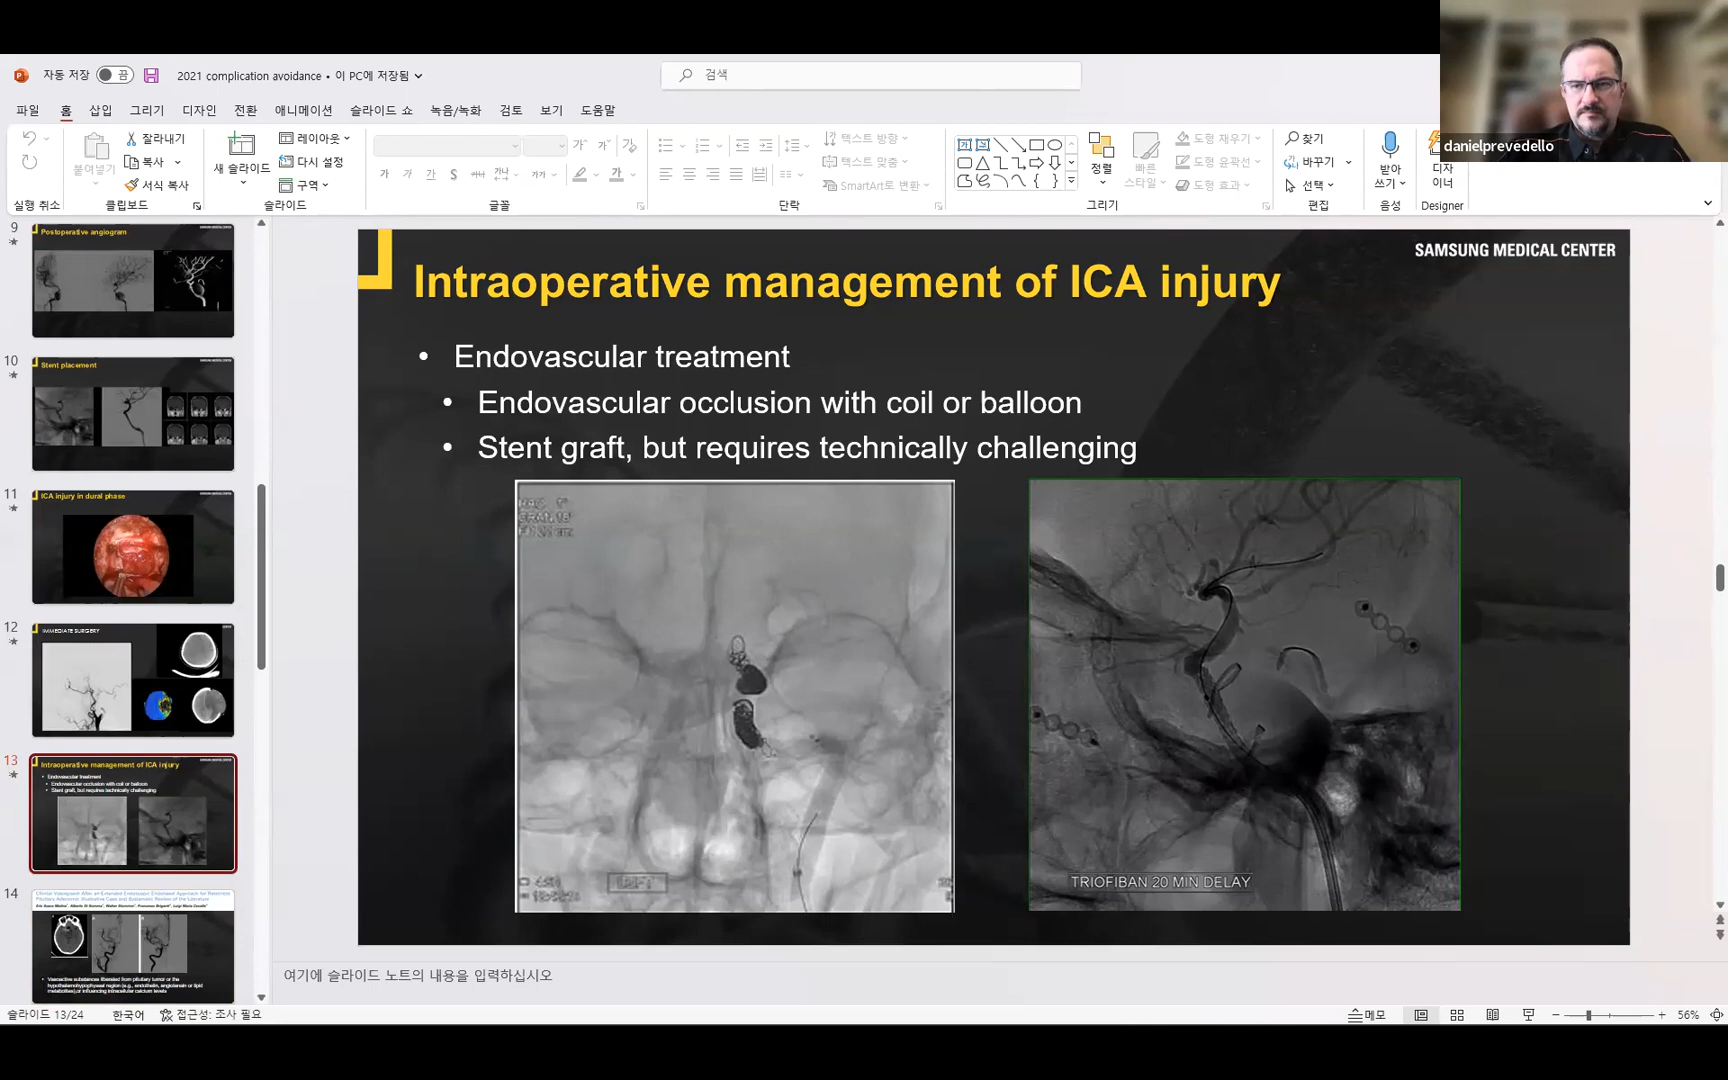 자동 저장 끔 2021 complication avoidance • 이 PC에 저장됨 검색
danielprevedello
파일 홈 삽입 그리기 디자인 전환 애니메이션 슬라이드 쇼 녹음/녹화 검토 보기 도움말
붙여넣기
잘라내기
복사
서식 복사
새 슬라이드
레이아웃
다시 설정
구역
가 가 가 S 가나 가가
텍스트 방향
텍스트 맞춤
SmartArt로 변환
정렬
빠른 스타일
도형 채우기
도형 윤곽선
도형 효과
찾기
바꾸기
선택
받아쓰기
디자이너
실행 취소 클립보드 슬라이드 글꼴 단락 그리기 편집 음성 Designer
9
Postoperative angiogram
10
Stent placement
11
ICA injury in dural phase
12
IMMEDIATE SURGERY
13
Intraoperative management of ICA injury
Endovascular treatment
Endovascular occlusion with coil or balloon
Stent graft, but requires technically challenging
14
SAMSUNG MEDICAL CENTER
Intraoperative management of ICA injury
• Endovascular treatment
• Endovascular occlusion with coil or balloon
• Stent graft, but requires technically challenging
LEFT
TRIOFIBAN 20 MIN DELAY
여기에 슬라이드 노트의 내용을 입력하십시오
슬라이드 13/24 한국어 접근성: 조사 필요 메모 56%